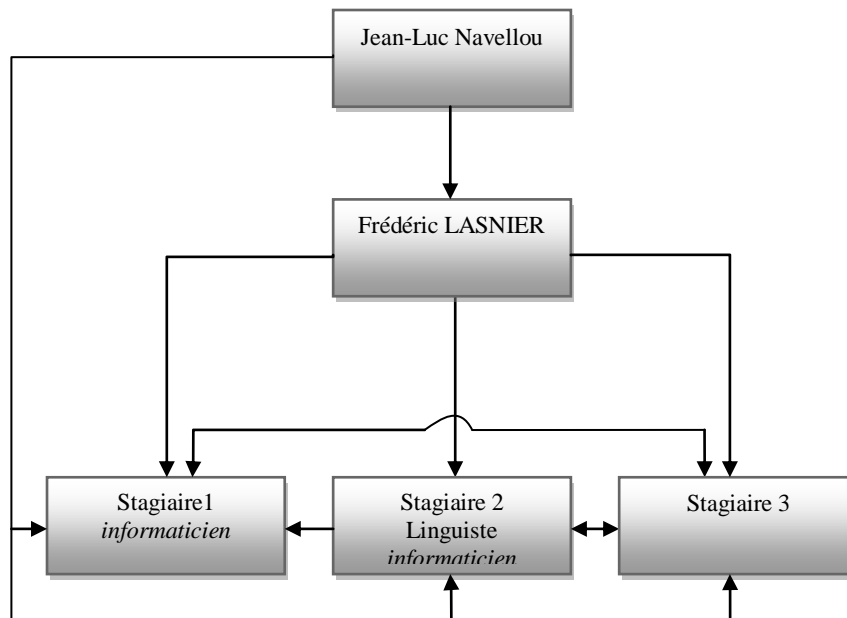 Jean-Luc Navellou
Frédéric LASNIER
Stagiaire1
informaticien
Stagiaire 2
Linguiste
informaticien
Stagiaire 3